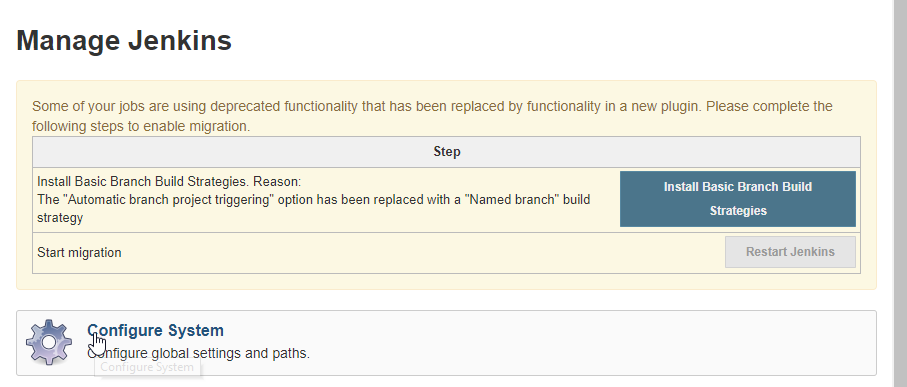 Manage Jenkins
Some of your jobs are using deprecated functionality that has been replaced by functionality in a new plugin. Please complete the
following steps to enable migration.
Step
Install Basic Branch Build Strategies. Reason:
The "Automatic branch project triggering" option has been replaced with a "Named branch" build
strategy
Install Basic Branch Build
Strategies
Start migration
Restart Jenkins
Configure System
Configure global settings and paths.
Configure System